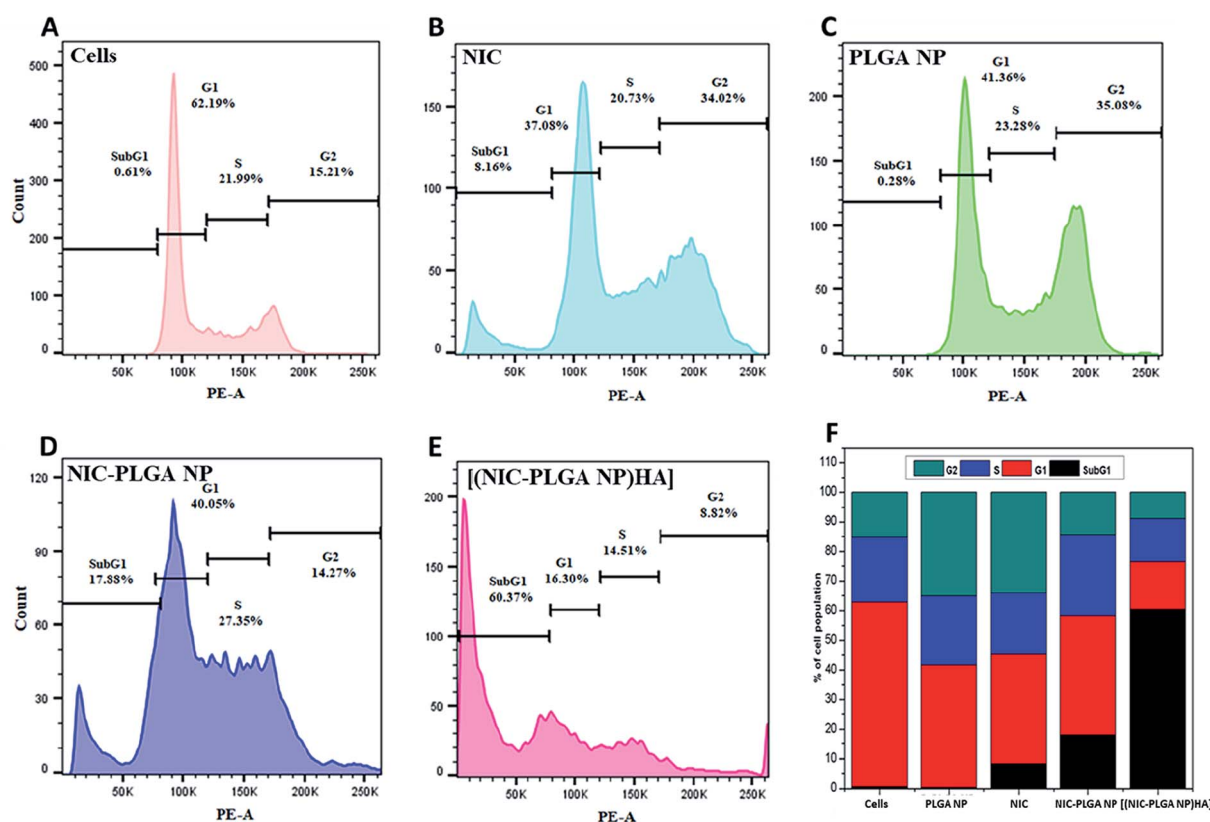 A
Cells
500
400
300
200
100
0
Count
SubG1
0.61%
G1
62.19%
S
21.99%
G2
15.21%
50K 100K 150K 200K 250K
PE-A
B
NIC
150
100
50
0
SubG1
8.16%
G1
37.08%
S
20.73%
G2
34.02%
50K 100K 150K 200K 250K
PE-A
C
PLGA NP
250
200
150
100
50
0
SubG1
0.28%
G1
41.36%
S
23.28%
G2
35.08%
50K 100K 150K 200K 250K
PE-A
D
NIC-PLGA NP
120
90
60
30
0
Count
SubG1
17.88%
G1
40.05%
S
27.35%
G2
14.27%
50K 100K 150K 200K 250K
PE-A
E
[(NIC-PLGA NP)HA]
200
150
100
50
0
SubG1
60.37%
G1
16.30%
S
14.51%
G2
8.82%
50K 100K 150K 200K 250K
PE-A
F
G2 S G1 SubG1
110
100
90
80
70
60
50
40
30
20
10
0
% of cell population
Cells PLGA NP NIC NIC-PLGA NP [(NIC-PLGA NP)HA]